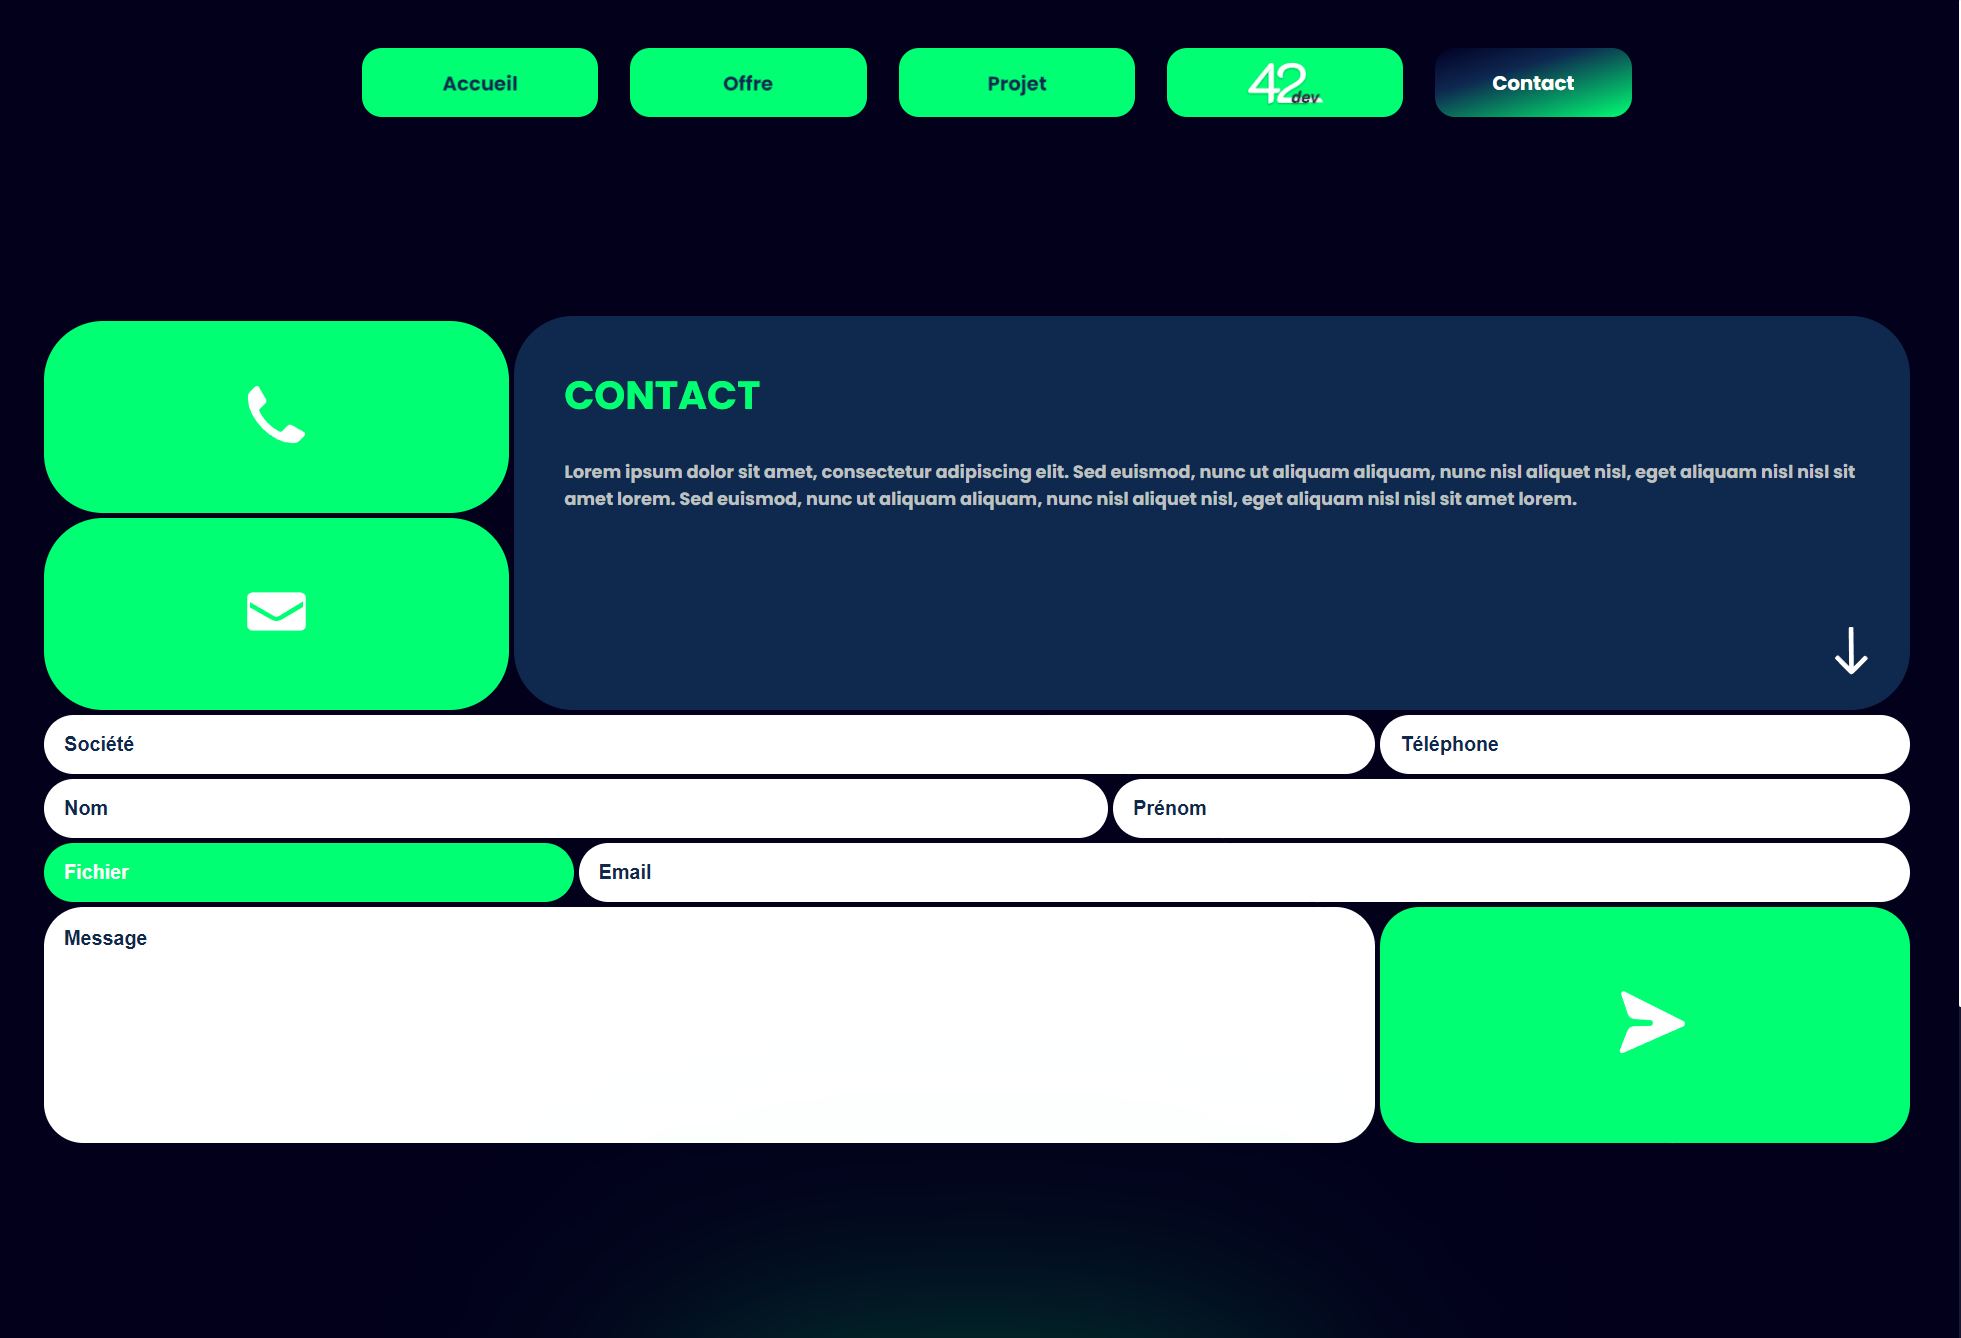 Accueil
Offre
Projet
42
dev.
Contact
CONTACT
Lorem ipsum dolor sit amet, consectetur adipiscing elit. Sed euismod, nunc ut aliquam aliquam, nunc nisl aliquet nisl, eget aliquam nisl nisl sit
amet lorem. Sed euismod, nunc ut aliquam aliquam, nunc nisl aliquet nisl, eget aliquam nisl nisl sit amet lorem.
Société
Téléphone
Nom
Prénom
Fichier
Email
Message